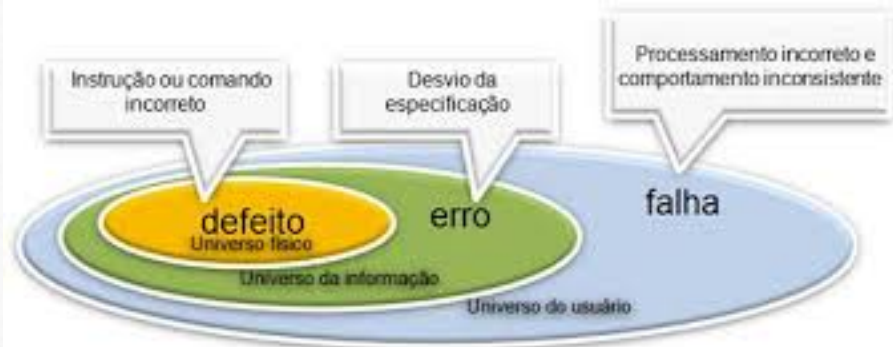 Instrução ou comando
incorreto
Desvio da
especificação
Processamento incorreto e
comportamento inconsistente
defeito
Universo físico
erro
falha
Universo da informação
Universo do usuário